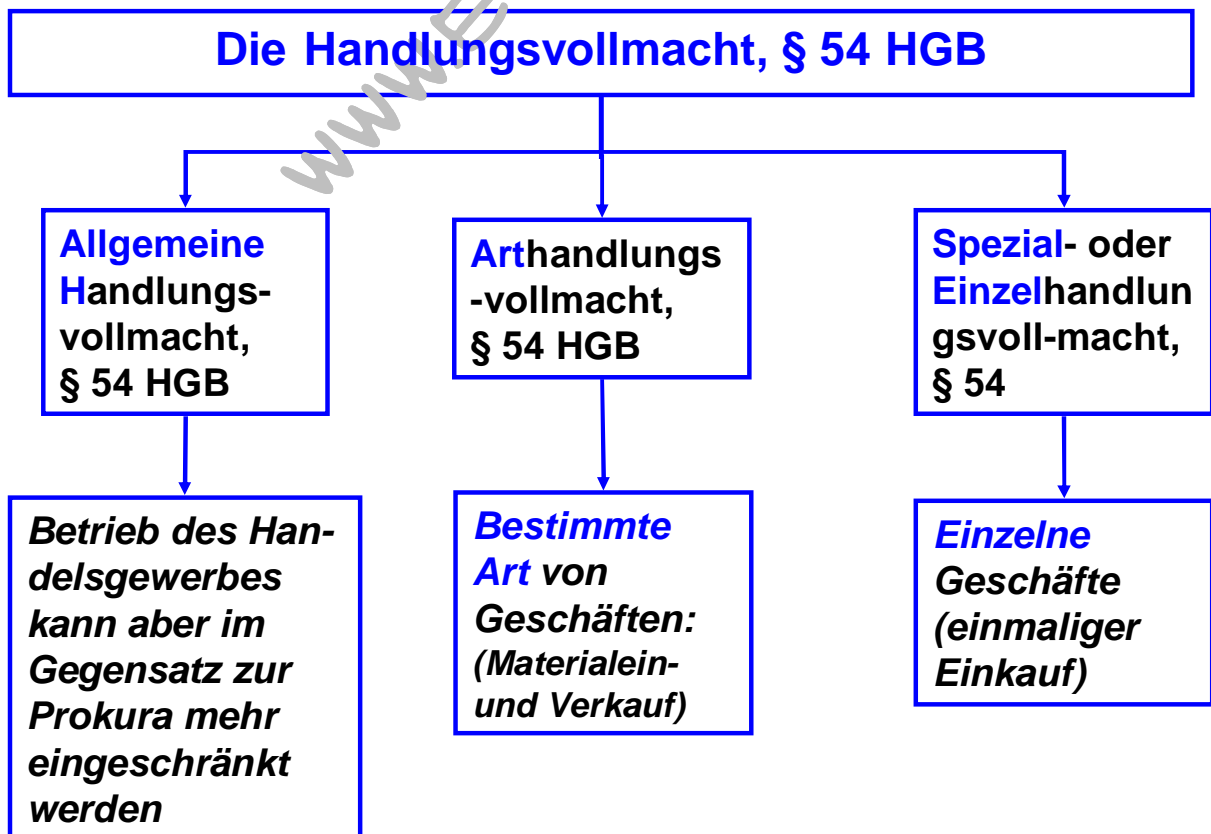 Die Handlungsvollmacht, § 54 HGB
www.E
Allgemeine
Handlungs-
vollmacht,
§ 54 HGB
Arthandlungs
-vollmacht,
§ 54 HGB
Spezial- oder
Einzelhandlun
gsvoll-macht,
§ 54
Betrieb des Han-
delsgewerbes
kann aber im
Gegensatz zur
Prokura mehr
eingeschränkt
werden
Bestimmte
Art von
Geschäften:
(Materialein-
und Verkauf)
Einzelne
Geschäfte
(einmaliger
Einkauf)